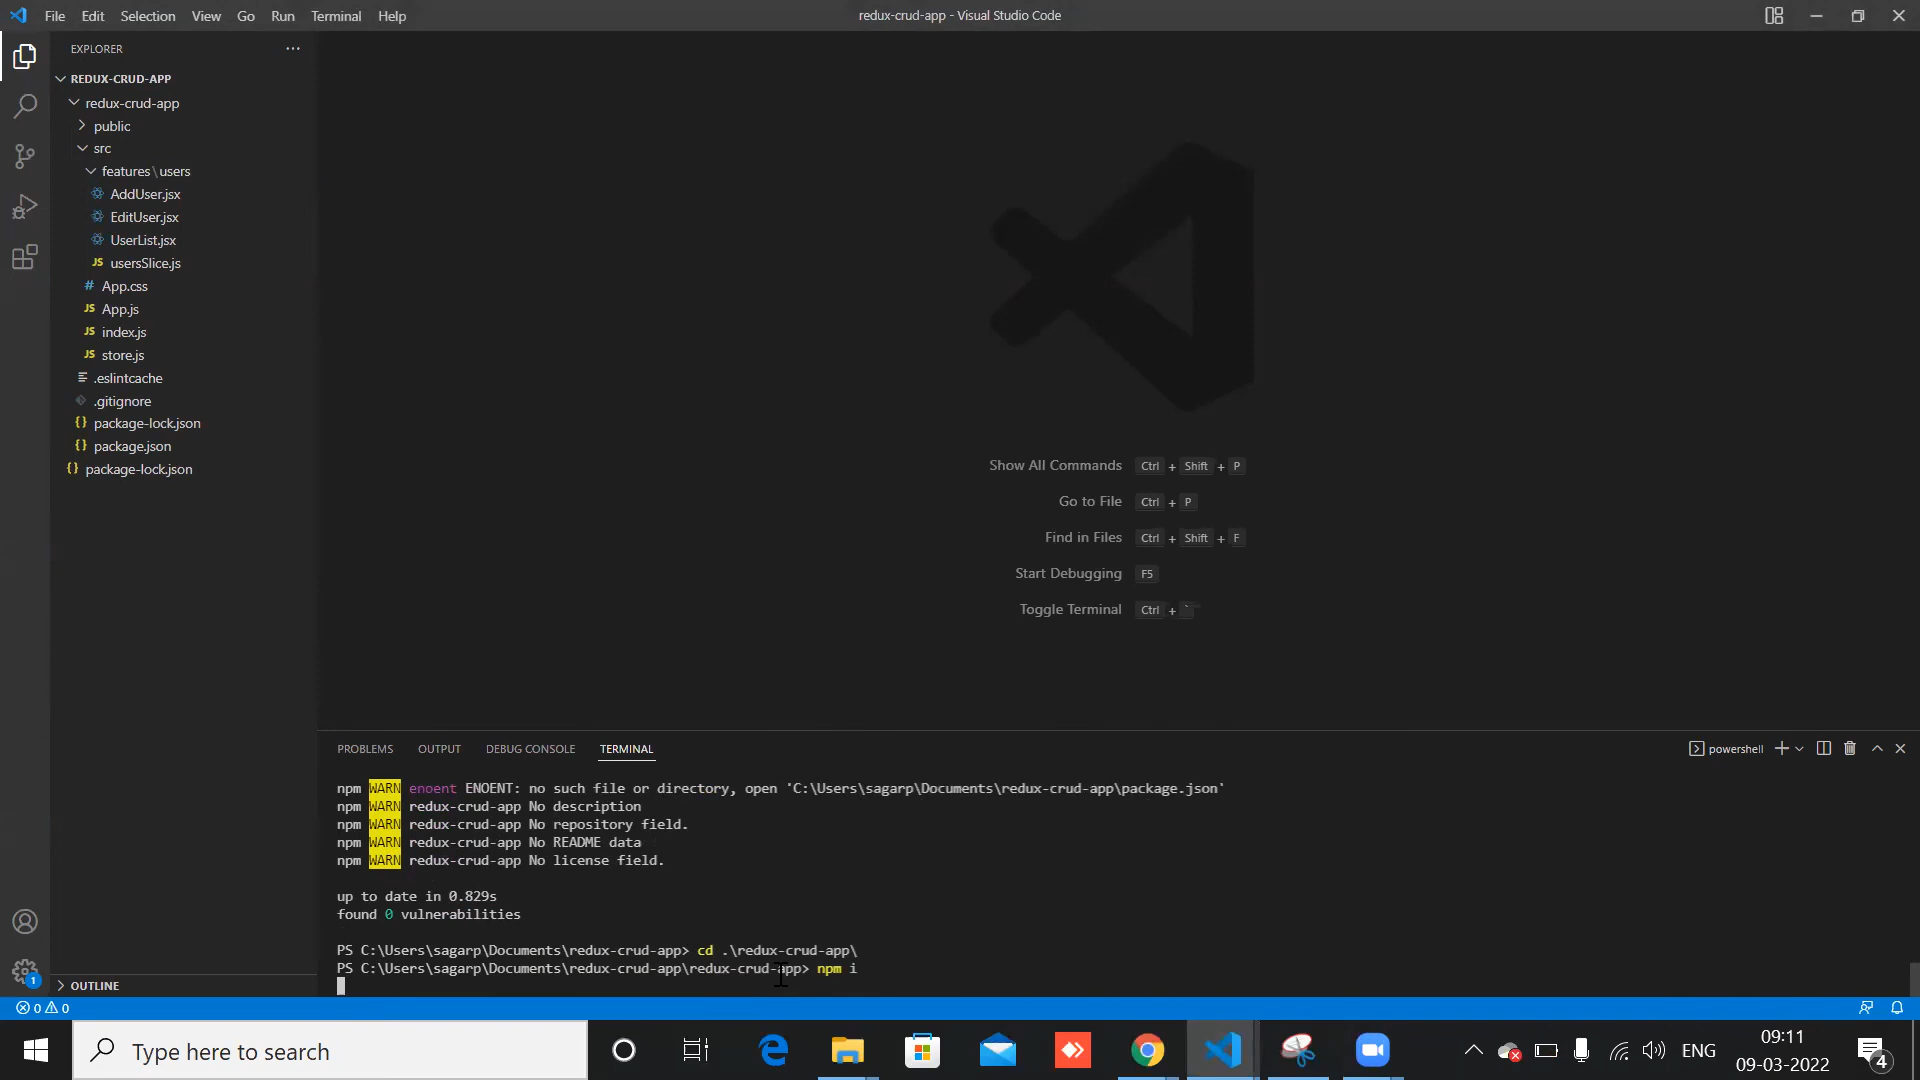 File Edit Selection View Go Run Terminal Help
redux-crud-app - Visual Studio Code
EXPLORER
REDUX-CRUD-APP
redux-crud-app
public
src
features\users
AddUser.jsx
EditUser.jsx
UserList.jsx
JS usersSlice.js
# App.css
JS App.js
JS index.js
JS store.js
.eslintcache
.gitignore
{} package-lock.json
{} package.json
{} package-lock.json
OUTLINE
Show All Commands Ctrl + Shift + P
Go to File Ctrl + P
Find in Files Ctrl + Shift + F
Start Debugging F5
Toggle Terminal Ctrl + `
PROBLEMS OUTPUT DEBUG CONSOLE TERMINAL
powershell
npm WARN enoent ENOENT: no such file or directory, open 'C:\Users\sagarp\Documents\redux-crud-app\package.json'
npm WARN redux-crud-app No description
npm WARN redux-crud-app No repository field.
npm WARN redux-crud-app No README data
npm WARN redux-crud-app No license field.
up to date in 0.829s
found 0 vulnerabilities
PS C:\Users\sagarp\Documents\redux-crud-app> cd .\redux-crud-app\
PS C:\Users\sagarp\Documents\redux-crud-app\redux-crud-app> npm i
1
0 0
Type here to search
ENG
09:11
09-03-2022
4